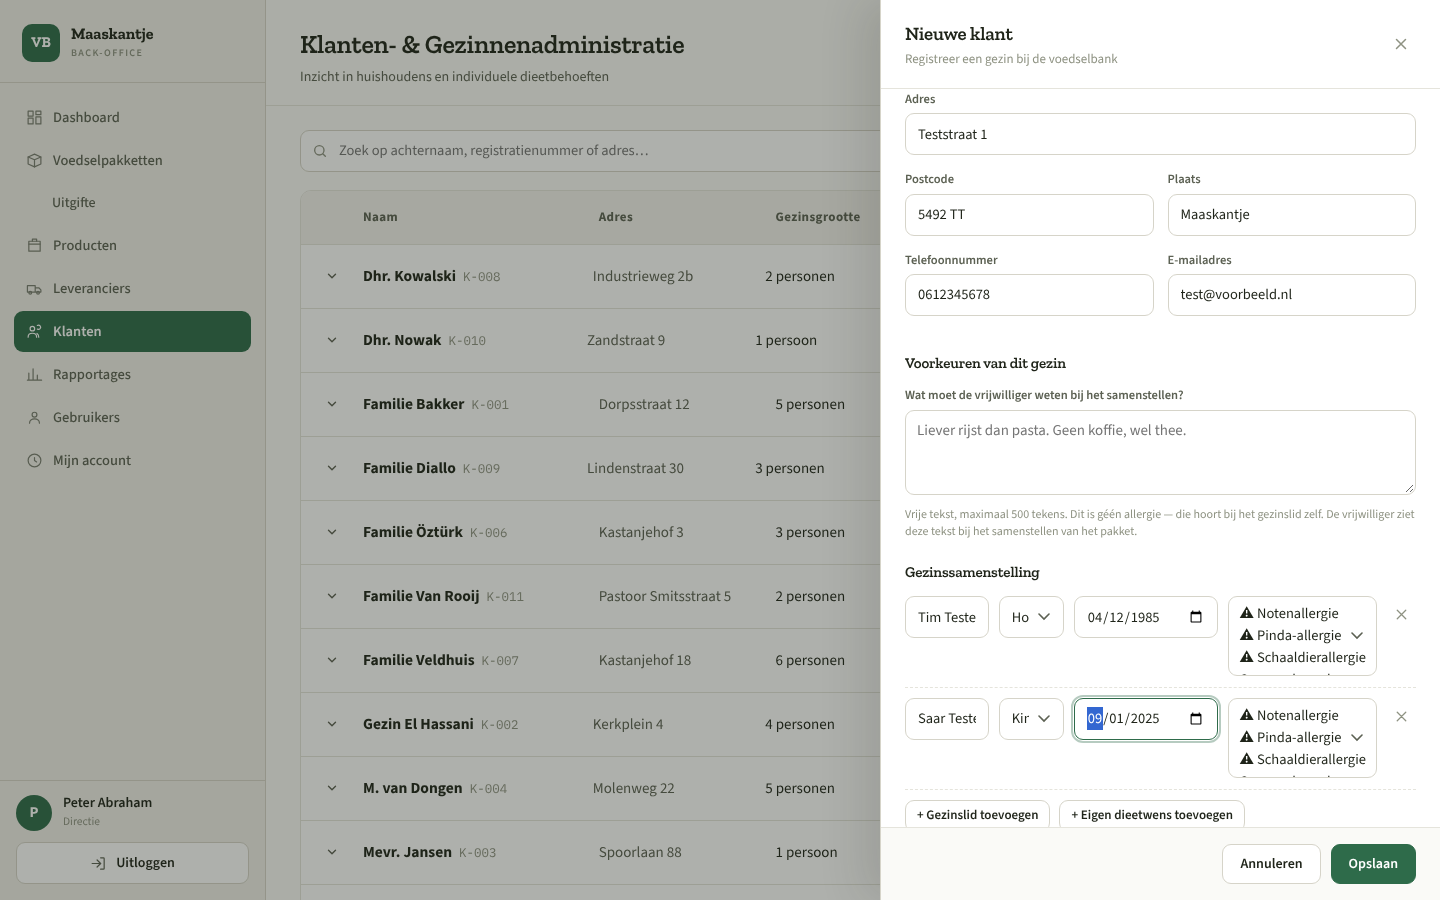 VB
Maaskantje
BACK-OFFICE
Dashboard
Voedselpakketten
Uitgifte
Producten
Leveranciers
Klanten
Rapportages
Gebruikers
Mijn account
P
Peter Abraham
Directie
Uitloggen
Klanten- & Gezinnenadministratie
Inzicht in huishoudens en individuele dieetbehoeften
Zoek op achternaam, registratienummer of adres…
Naam Adres Gezinsgrootte
Dhr. Kowalski K-008 Industrieweg 2b 2 personen
Dhr. Nowak K-010 Zandstraat 9 1 persoon
Familie Bakker K-001 Dorpsstraat 12 5 personen
Familie Diallo K-009 Lindenstraat 30 3 personen
Familie Öztürk K-006 Kastanjehof 3 3 personen
Familie Van Rooij K-011 Pastoor Smitsstraat 5 2 personen
Familie Veldhuis K-007 Kastanjehof 18 6 personen
Gezin El Hassani K-002 Kerkplein 4 4 personen
M. van Dongen K-004 Molenweg 22 5 personen
Mevr. Jansen K-003 Spoorlaan 88 1 persoon
Nieuwe klant
Registreer een gezin bij de voedselbank
Adres
Teststraat 1
Postcode Plaats
5492 TT Maaskantje
Telefoonnummer E-mailadres
0612345678 test@voorbeeld.nl
Voorkeuren van dit gezin
Wat moet de vrijwilliger weten bij het samenstellen?
Liever rijst dan pasta. Geen koffie, wel thee.
Vrije tekst, maximaal 500 tekens. Dit is géén allergie — die hoort bij het gezinslid zelf. De vrijwilliger ziet
deze tekst bij het samenstellen van het pakket.
Gezinssamenstelling
Tim Teste Ho 04/12/1985
Notenallergie
Pinda-allergie
Schaaldierallergie
Saar Teste Kir 09/01/2025
Notenallergie
Pinda-allergie
Schaaldierallergie
+ Gezinslid toevoegen + Eigen dieetwens toevoegen
Annuleren Opslaan